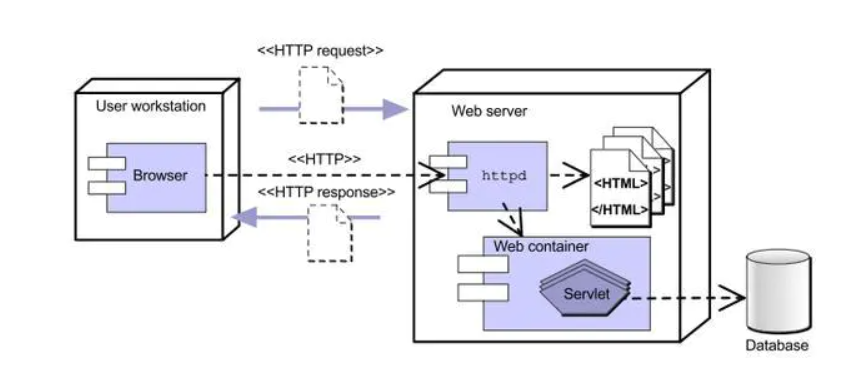 <<HTTP request>>
User workstation
Web server
Browser
<<HTTP>>
httpd
<HTML>
</HTML>
<<HTTP response>>
Web container
Servlet
Database